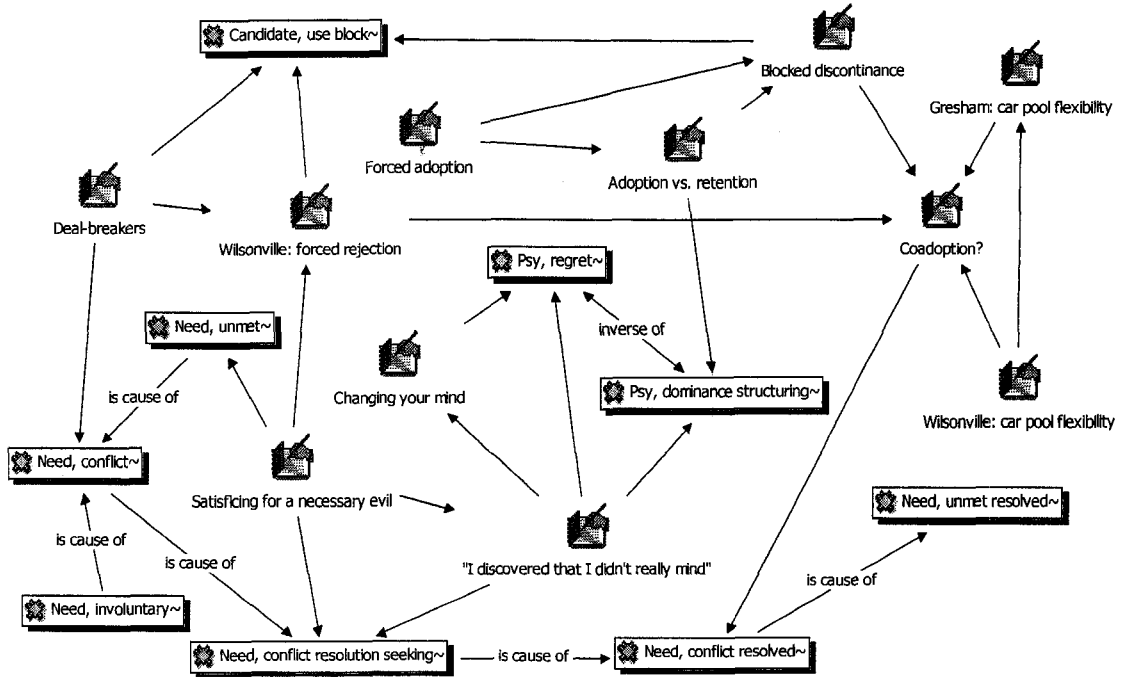 Candidate, use block~
Blocked discontinance
Gresham: car pool flexibility
?
Forced adoption
Adoption vs. retention
Deal-breakers
Wilsonville: forced rejection
Coadoption?
Psy, regret~
Need, unmet~
inverse of
is cause of
Changing your mind
Psy, dominance structuring~
Wilsonville: car pool flexibility
Need, conflict~
Satisficing for a necessary evil
Need, unmet resolved~
is cause of
is cause of
"I discovered that I didn't really mind"
is cause of
Need, involuntary~
Need, conflict resolution seeking~
is cause of
Need, conflict resolved~